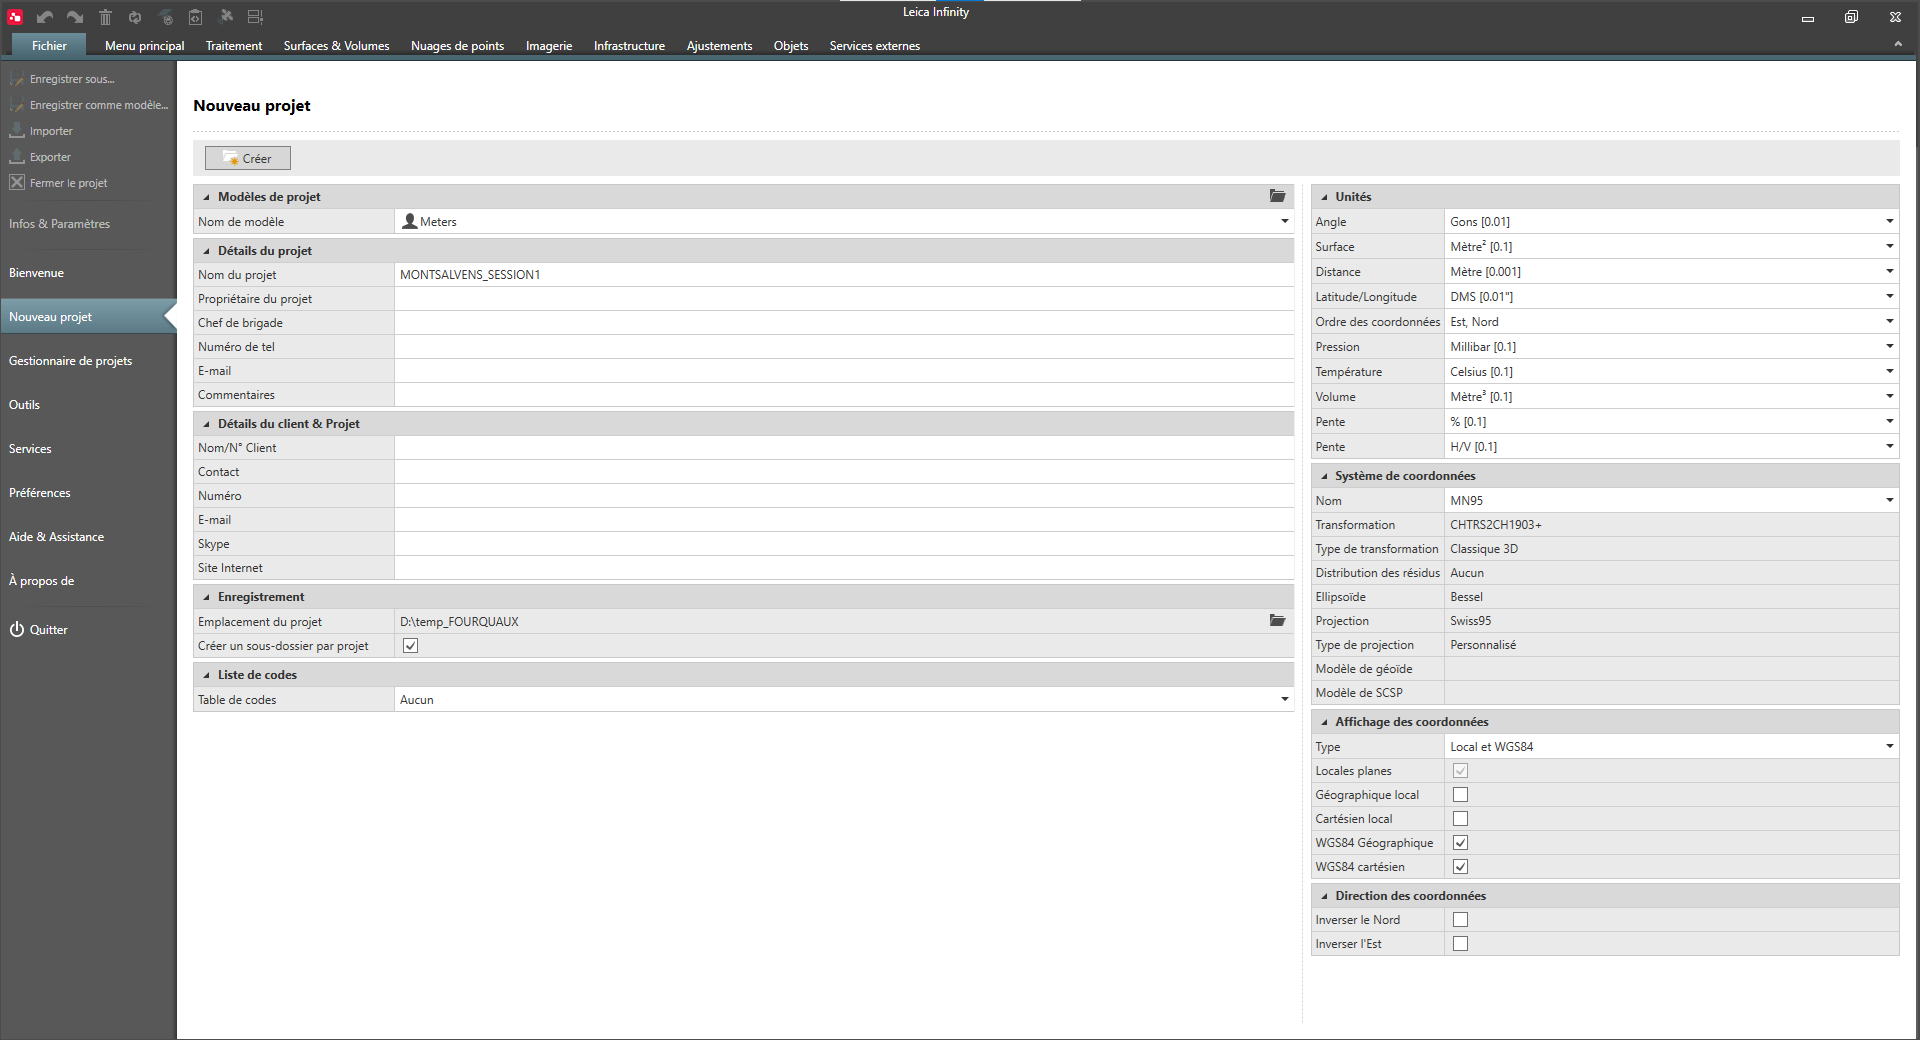 Leica Infinity
Fichier
Menu principal
Traitement
Surfaces & Volumes
Nuages de points
Imagerie
Infrastructure
Ajustements
Objets
Services externes
Enregistrer sous...
Enregistrer comme modèle...
Importer
Exporter
Fermer le projet
Infos & Paramètres
Bienvenue
Nouveau projet
Gestionnaire de projets
Outils
Services
Préférences
Aide & Assistance
À propos de
Quitter
Nouveau projet
Créer
Modèles de projet
Nom de modèle Meters
Détails du projet
Nom du projet MONTSALVENS_SESSION1
Propriétaire du projet
Chef de brigade
Numéro de tel
E-mail
Commentaires
Détails du client & Projet
Nom/N° Client
Contact
Numéro
E-mail
Skype
Site Internet
Enregistrement
Emplacement du projet D:\temp_FOURQUAUX
Créer un sous-dossier par projet
Liste de codes
Table de codes Aucun
Unités
Angle Gons [0.01]
Surface Mètre² [0.1]
Distance Mètre [0.001]
Latitude/Longitude DMS [0.01"]
Ordre des coordonnées Est, Nord
Pression Millibar [0.1]
Température Celsius [0.1]
Volume Mètre³ [0.1]
Pente % [0.1]
Pente H/V [0.1]
Système de coordonnées
Nom MN95
Transformation CHTRS2CH1903+
Type de transformation Classique 3D
Distribution des résidus Aucun
Ellipsoïde Bessel
Projection Swiss95
Type de projection Personnalisé
Modèle de géoïde
Modèle de SCSP
Affichage des coordonnées
Type Local et WGS84
Locales planes
Géographique local
Cartésien local
WGS84 Géographique
WGS84 cartésien
Direction des coordonnées
Inverser le Nord
Inverser l'Est